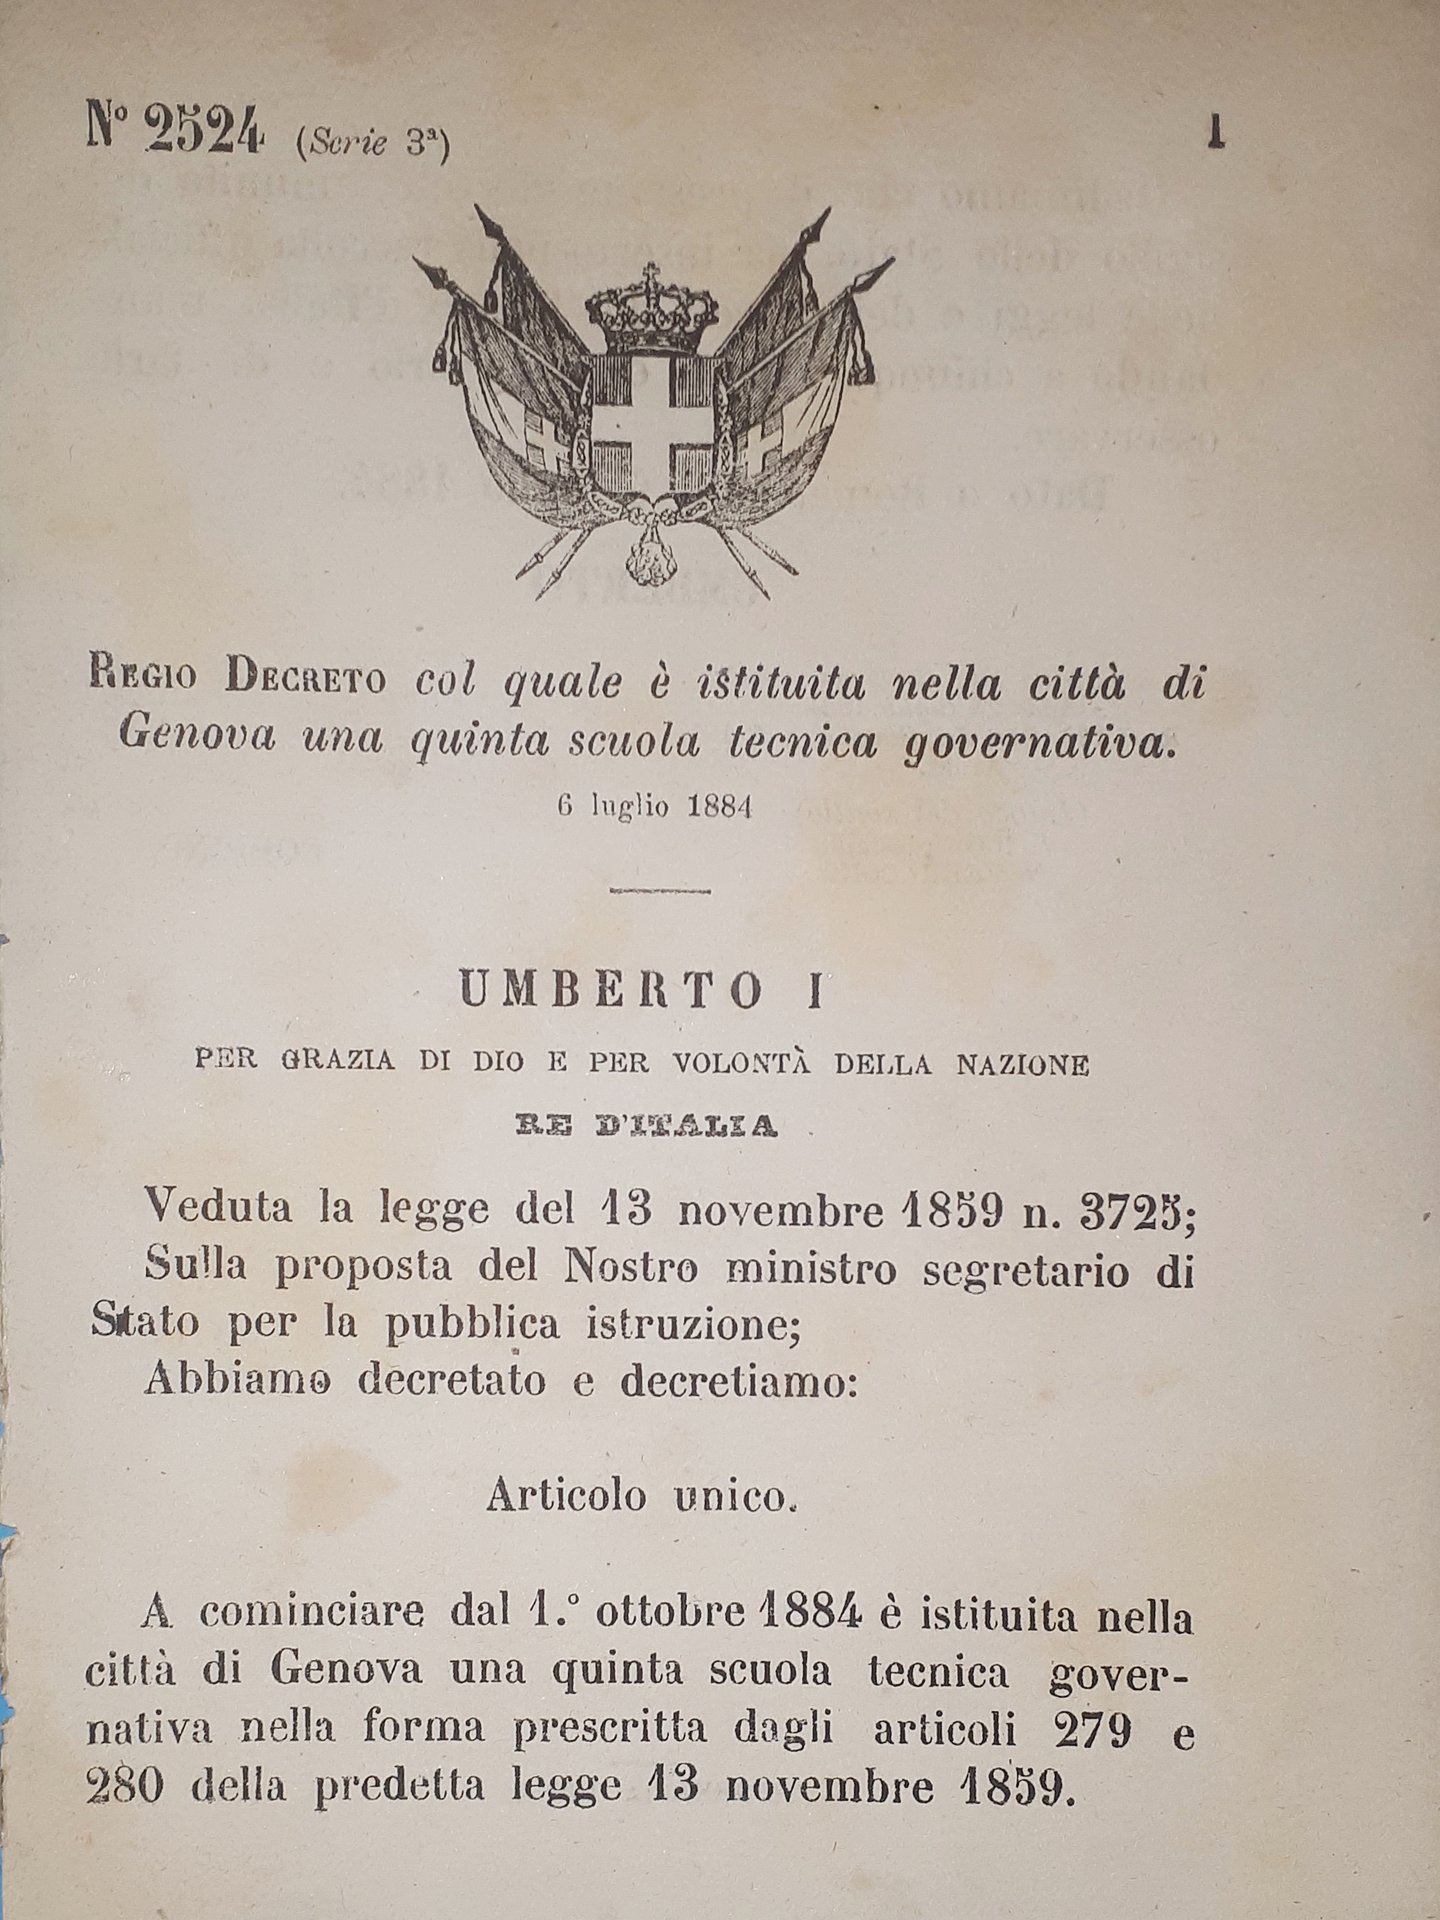 Nº 2524 (Serie 3ª)
1
REGIO DECRETO col quale è istituita nella città di
Genova una quinta scuola tecnica governativa.
6 luglio 1884
UMBERTO I
PER GRAZIA DI DIO E PER VOLONTÀ DELLA NAZIONE
RE D'ITALIA
Veduta la legge del 13 novembre 1859 n. 3725;
Sulla proposta del Nostro ministro segretario di
Stato per la pubblica istruzione;
Abbiamo decretato e decretiamo:
Articolo unico.
A cominciare dal 1.° ottobre 1884 è istituita nella
città di Genova una quinta scuola tecnica gover-
nativa nella forma prescritta dagli articoli 279 e
280 della predetta legge 13 novembre 1859.